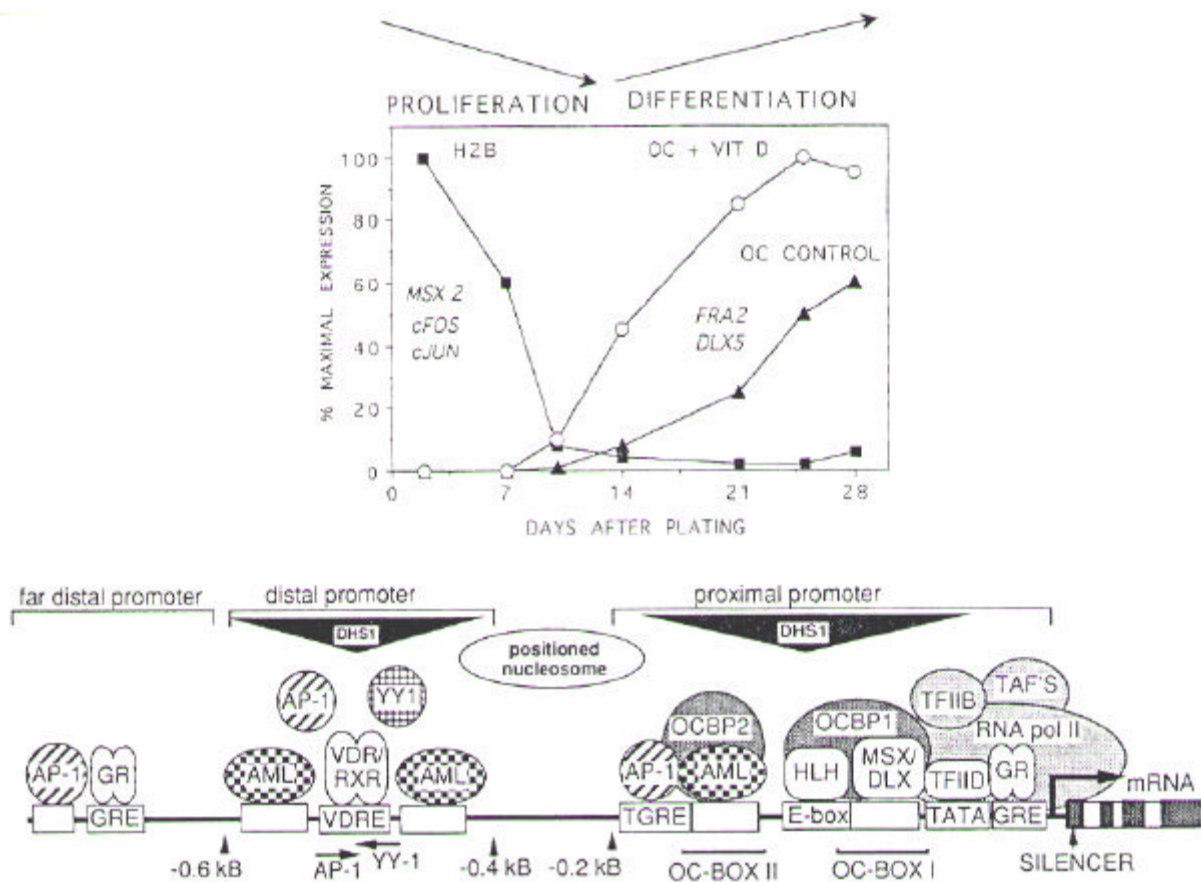 PROLIFERATION DIFFERENTIATION
H2B OC + VIT D
100
80
OC CONTROL
60
MSX 2
cFOS
cJUN
FRA2
DLX5
40
20
0
% MAXIMAL EXPRESSION
0 7 14 21 28
DAYS AFTER PLATING
far distal promoter distal promoter proximal promoter
DHS1 DHS1
positioned
nucleosome
AP-1 YY1 TFIIB TAF'S
OCBP2 OCBP1 RNA pol II
AP-1 GR AML VDR/
RXR AML AP-1 AML HLH MSX/
DLX TFIID GR mRNA
GRE VDRE TGRE E-box TATA GRE
-0.6 kB AP-1 YY-1 -0.4 kB -0.2 kB OC-BOX II OC-BOX I SILENCER